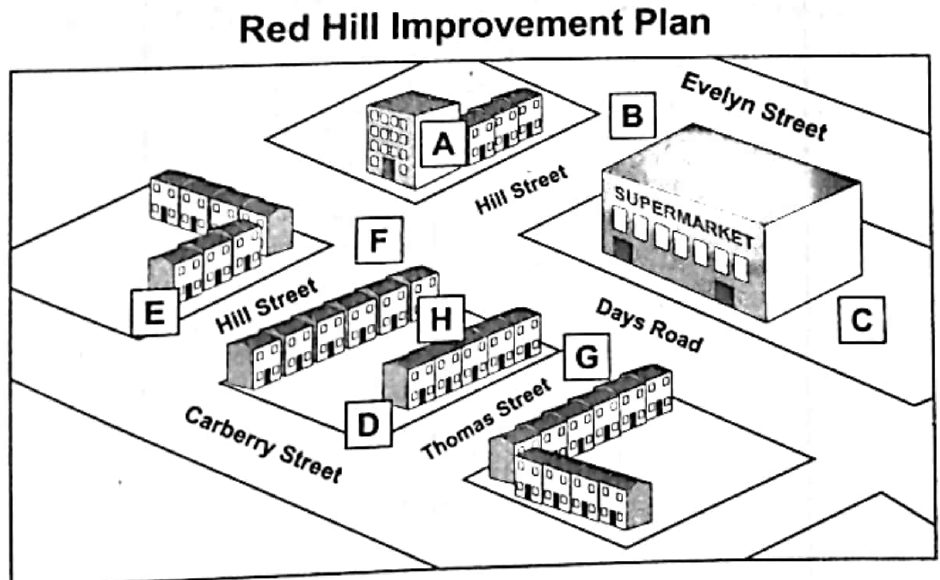 Red Hill Improvement Plan
Evelyn Street
B
A
Hill Street
SUPERMARKET
F
E
Hill Street
H
Days Road
C
G
D
Thomas Street
Carberry Street